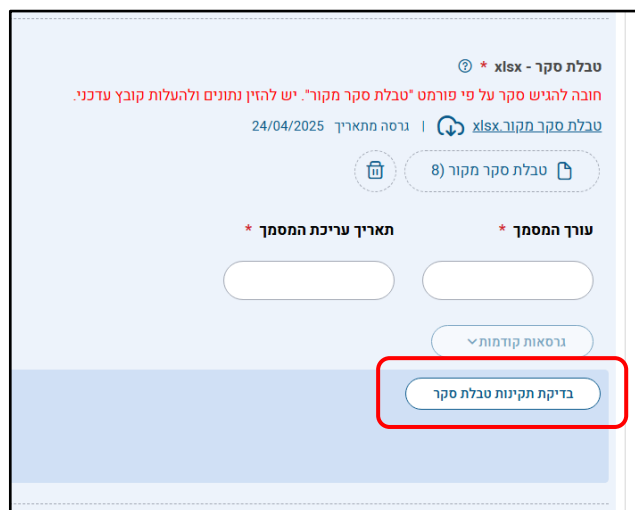 טבלת סקר - xlsx *
חובה להגיש סקר על פי פורמט "טבלת סקר מקור". יש להזין נתונים ולהעלות קובץ עדכני.
טבלת סקר מקור.xlsx | גרסה מתאריך 24/04/2025
טבלת סקר מקור (8
עורך המסמך * תאריך עריכת המסמך *
גרסאות קודמות
בדיקת תקינות טבלת סקר